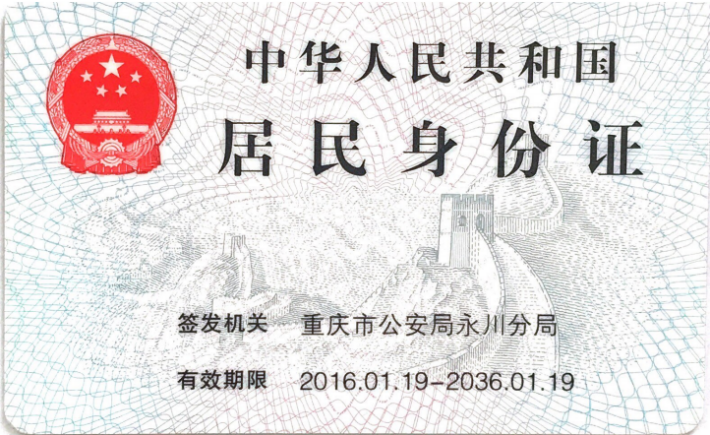 中华人民共和国
居民身份证
签发机关 重庆市公安局永川分局
有效期限 2016.01.19-2036.01.19